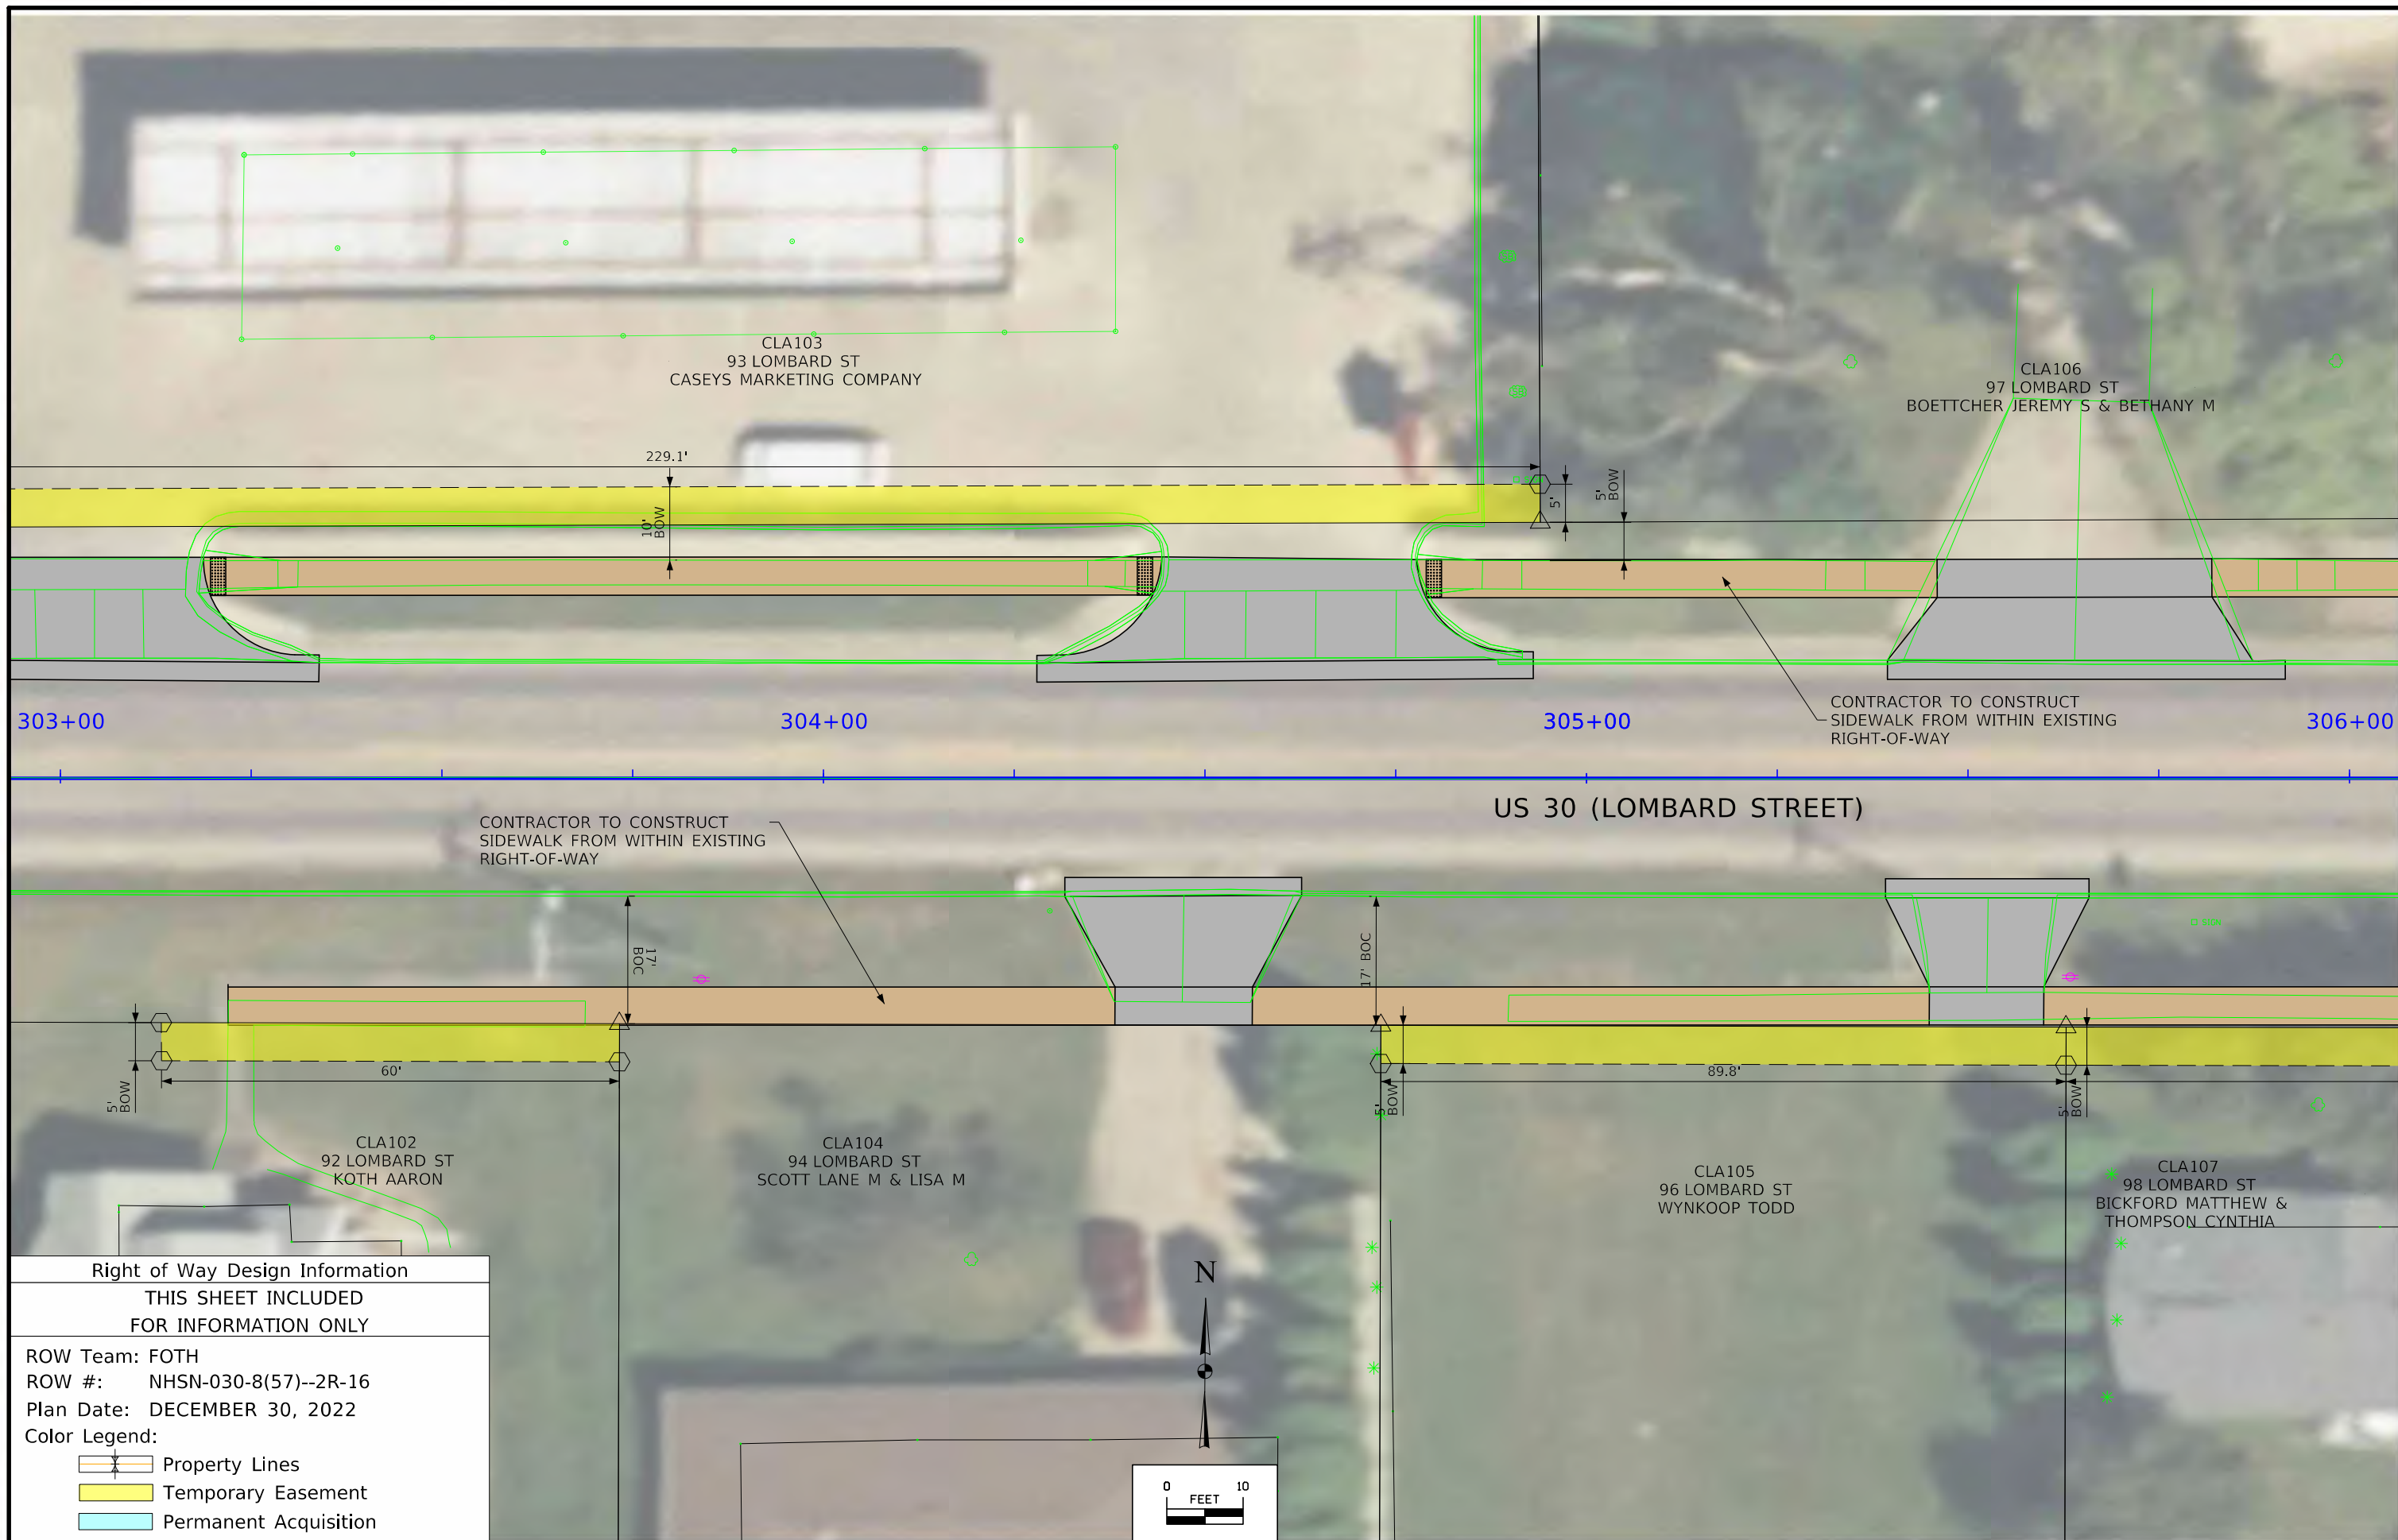 CLA103
93 LOMBARD ST
CASEYS MARKETING COMPANY
CLA106
97 LOMBARD ST
BOETTCHER JEREMY S & BETHANY M
229.1'
10'
BOW
5'
5'
BOW
303+00
304+00
305+00
306+00
CONTRACTOR TO CONSTRUCT
SIDEWALK FROM WITHIN EXISTING
RIGHT-OF-WAY
US 30 (LOMBARD STREET)
CONTRACTOR TO CONSTRUCT
SIDEWALK FROM WITHIN EXISTING
RIGHT-OF-WAY
17'
BOC
17' BOC
60'
89.8'
5'
BOW
5'
BOW
5'
BOW
CLA102
92 LOMBARD ST
KOTH AARON
CLA104
94 LOMBARD ST
SCOTT LANE M & LISA M
CLA105
96 LOMBARD ST
WYNKOOP TODD
CLA107
98 LOMBARD ST
BICKFORD MATTHEW &
THOMPSON CYNTHIA
N
0 10
FEET
Right of Way Design Information
THIS SHEET INCLUDED
FOR INFORMATION ONLY
ROW Team: FOTH
ROW #: NHSN-030-8(57)--2R-16
Plan Date: DECEMBER 30, 2022
Color Legend:
Property Lines
Temporary Easement
Permanent Acquisition